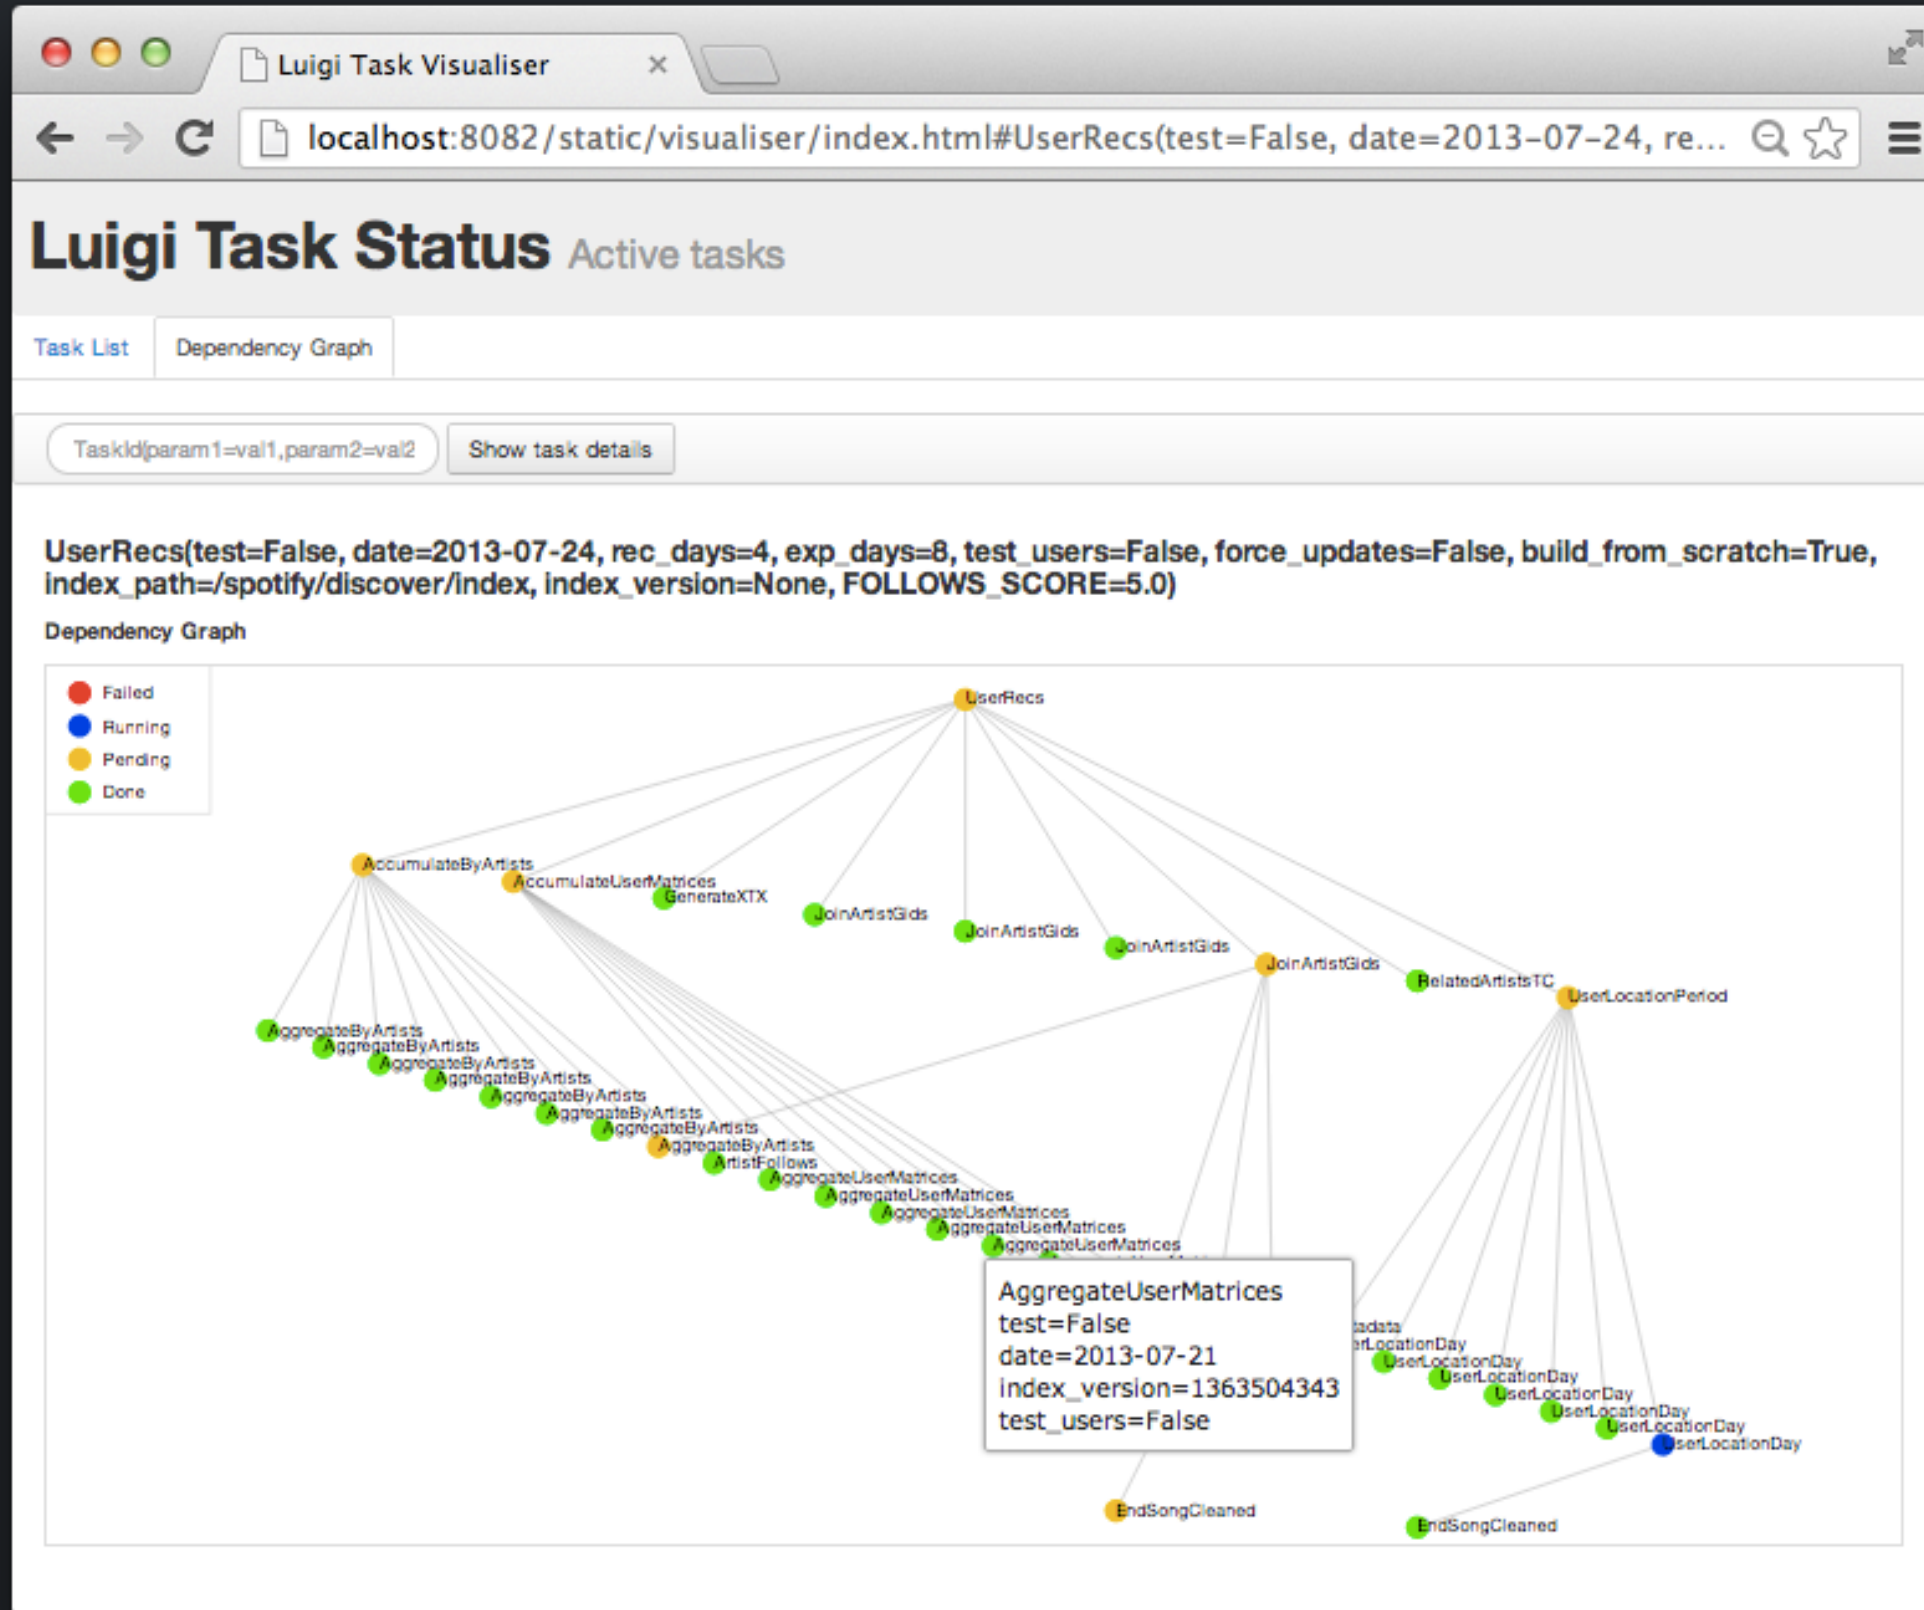 Luigi Task Visualiser
localhost:8082/static/visualiser/index.html#UserRecs(test=False, date=2013-07-24, re...
Luigi Task Status Active tasks
Task List
Dependency Graph
TaskId(param1=val1,param2=val2
Show task details
UserRecs(test=False, date=2013-07-24, rec_days=4, exp_days=8, test_users=False, force_updates=False, build_from_scratch=True,
index_path=/spotify/discover/index, index_version=None, FOLLOWS_SCORE=5.0)
Dependency Graph
Failed
Running
Pending
Done
UserRecs
AccumulateByArtists
AccumulateUserMatrices
GenerateXTX
JoinArtistGids
JoinArtistGids
JoinArtistGids
JoinArtistGids
RelatedArtistsTC
UserLocationPeriod
AggregateByArtists
AggregateByArtists
AggregateByArtists
AggregateByArtists
AggregateByArtists
AggregateByArtists
AggregateByArtists
AggregateByArtists
ArtistFollows
AggregateUserMatrices
AggregateUserMatrices
AggregateUserMatrices
AggregateUserMatrices
AggregateUserMatrices
AggregateUserMatrices
test=False
date=2013-07-21
index_version=1363504343
test_users=False
tadata
erLocationDay
UserLocationDay
UserLocationDay
UserLocationDay
UserLocationDay
UserLocationDay
UserLocationDay
EndSongCleaned
EndSongCleaned